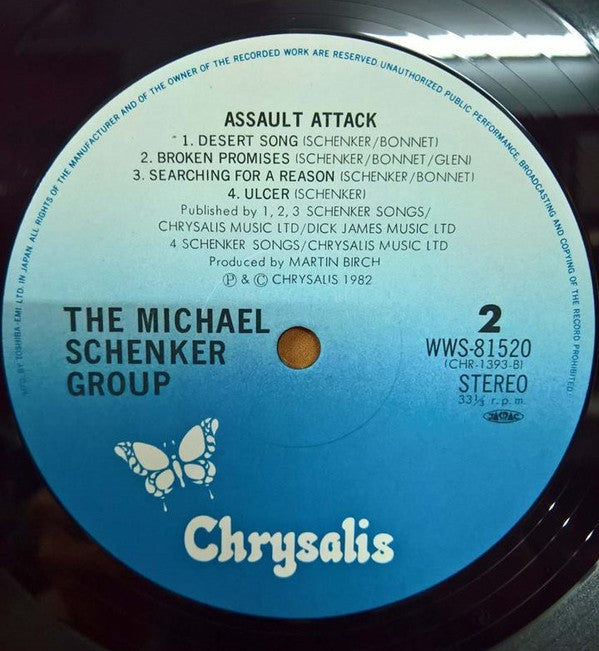 MFD. BY TOSHIBA-EMI LTD. IN JAPAN. ALL RIGHTS OF THE MANUFACTURER AND OF THE OWNER OF THE RECORDED WORK ARE RESERVED. UNAUTHORIZED PUBLIC PERFORMANCE, BROADCASTING AND COPYING OF THE RECORD PROHIBITED
ASSAULT ATTACK
1. DESERT SONG (SCHENKER/BONNET)
2. BROKEN PROMISES (SCHENKER/BONNET/GLEN)
3. SEARCHING FOR A REASON (SCHENKER/BONNET)
4. ULCER (SCHENKER)
Published by 1, 2, 3 SCHENKER SONGS/
CHRYSALIS MUSIC LTD/DICK JAMES MUSIC LTD
4 SCHENKER SONGS/CHRYSALIS MUSIC LTD
Produced by MARTIN BIRCH
Ⓟ & © CHRYSALIS 1982
THE MICHAEL
SCHENKER
GROUP
2
WWS-81520
(CHR-1393-B)
STEREO
33⅓ r.p.m.
JASRAC
Chrysalis